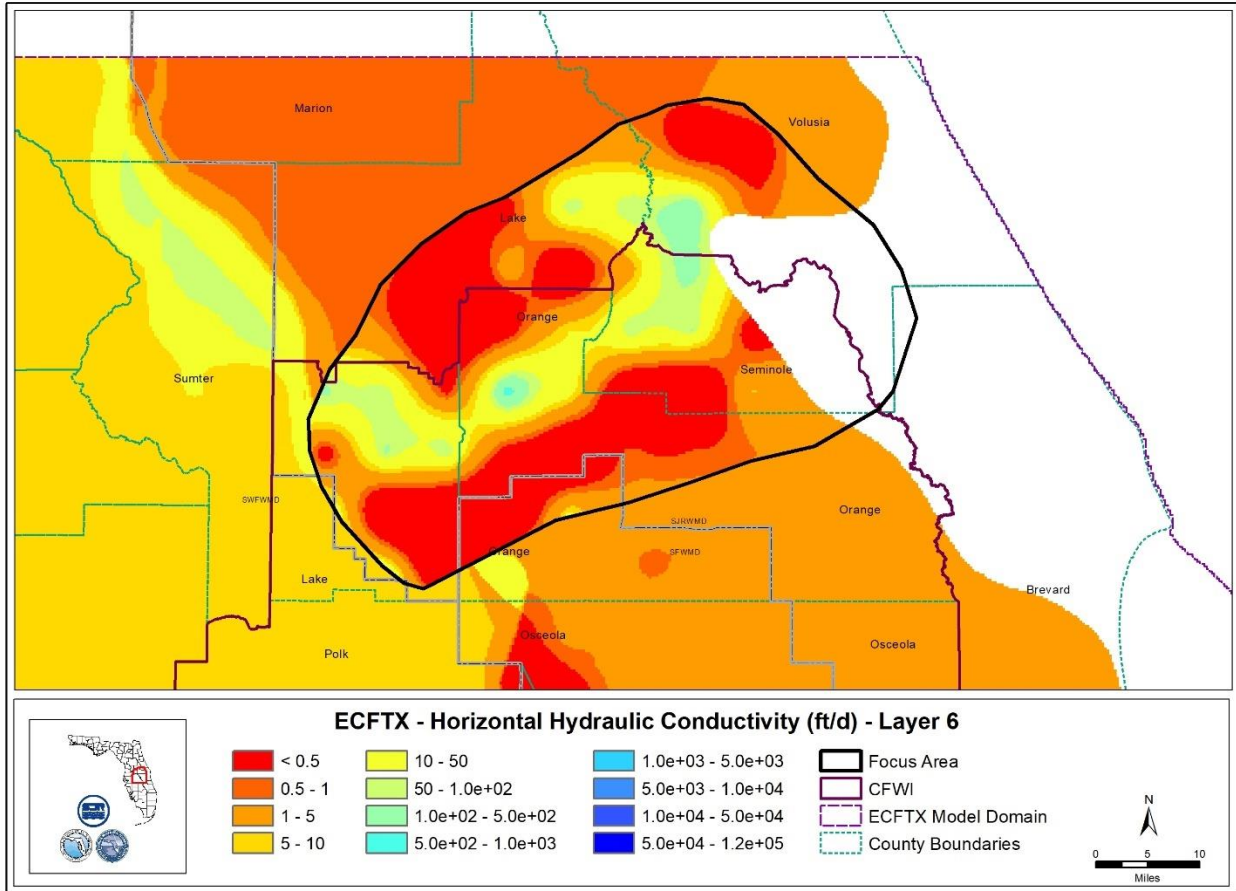 Marion
Volusia
Lake
Orange
Sumter
Seminole
SWFWMD
SJRWMD
Orange
Orange
SFWMD
Lake
Brevard
Osceola
Osceola
Polk
ECFTX - Horizontal Hydraulic Conductivity (ft/d) - Layer 6
< 0.5
0.5 - 1
1 - 5
5 - 10
10 - 50
50 - 1.0e+02
1.0e+02 - 5.0e+02
5.0e+02 - 1.0e+03
1.0e+03 - 5.0e+03
5.0e+03 - 1.0e+04
1.0e+04 - 5.0e+04
5.0e+04 - 1.2e+05
Focus Area
CFWI
ECFTX Model Domain
County Boundaries
N
0 5 10
Miles